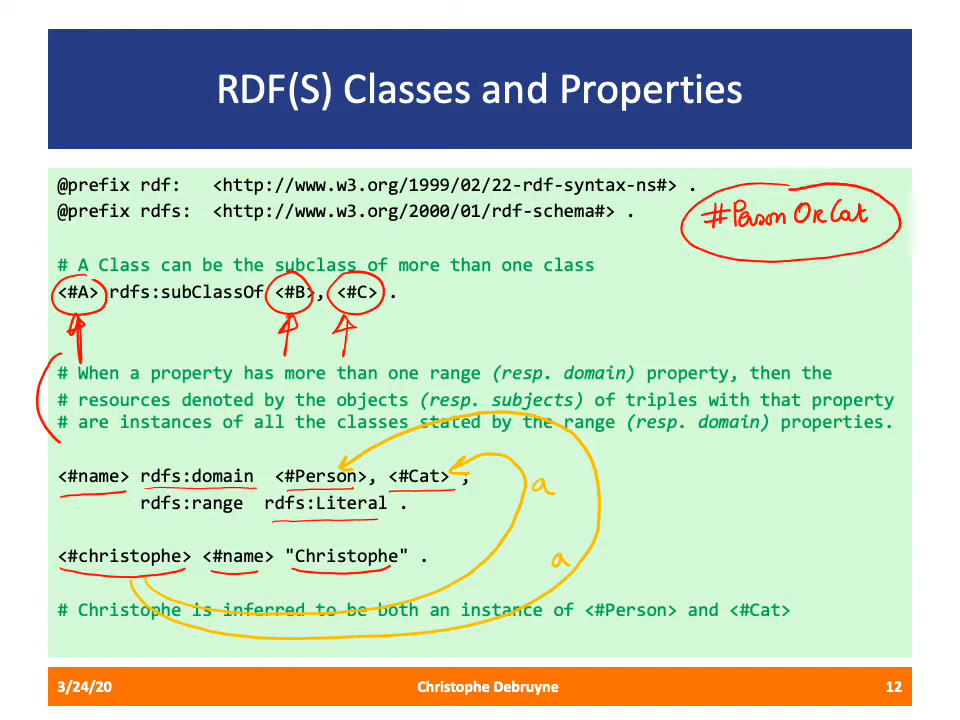 RDF(S) Classes and Properties
@prefix rdf: <http://www.w3.org/1999/02/22-rdf-syntax-ns#> .
@prefix rdfs: <http://www.w3.org/2000/01/rdf-schema#> .
#Person OR Cat
# A Class can be the subclass of more than one class
<#A> rdfs:subClassOf <#B>, <#C> .
# When a property has more than one range (resp. domain) property, then the
# resources denoted by the objects (resp. subjects) of triples with that property
# are instances of all the classes stated by the range (resp. domain) properties.
<#name> rdfs:domain <#Person>, <#Cat> ;
a
rdfs:range rdfs:Literal .
<#christophe> <#name> "Christophe" .
a
# Christophe is inferred to be both an instance of <#Person> and <#Cat>
3/24/20 Christophe Debruyne 12